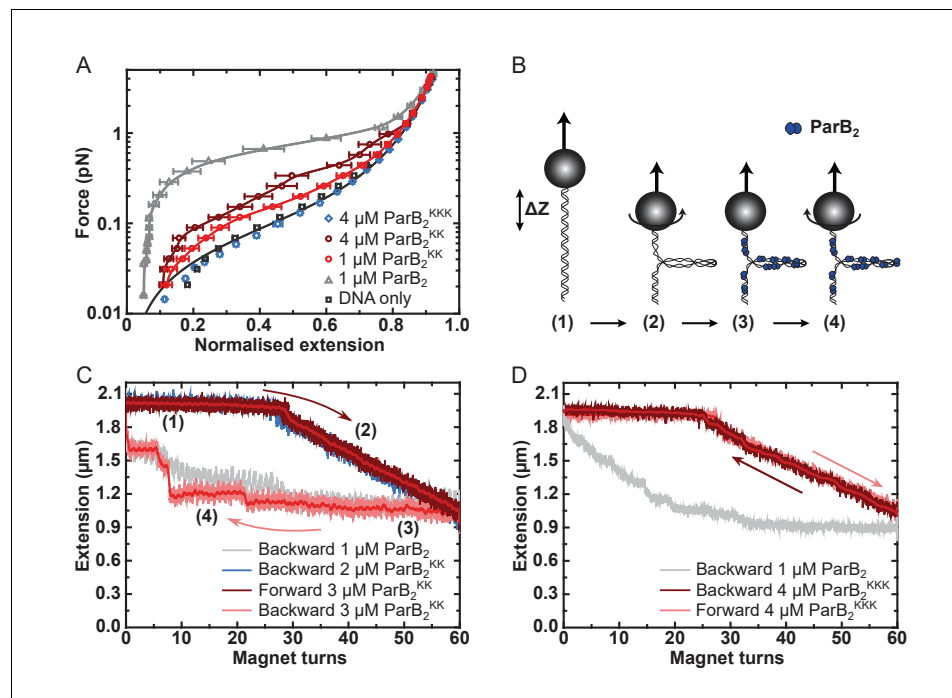 A
Force (pN)
10
1
0.1
0.01
0.0 0.2 0.4 0.6 0.8 1.0
Normalised extension
4 µM ParB₂ᴷᴷᴷ
4 µM ParB₂ᴷᴷ
1 µM ParB₂ᴷᴷ
1 µM ParB₂
DNA only
B
ParB₂
ΔZ
(1) (2) (3) (4)
C
Extension (µm)
2.1
1.8
1.5
1.2
0.9
0.6
0.3
0.0
(1)
(2)
(3)
(4)
Backward 1 µM ParB₂
Backward 2 µM ParB₂ᴷᴷ
Forward 3 µM ParB₂ᴷᴷ
Backward 3 µM ParB₂ᴷᴷ
0 10 20 30 40 50 60
Magnet turns
D
Extension (µm)
2.1
1.8
1.5
1.2
0.9
0.6
0.3
0.0
Backward 1 µM ParB₂
Backward 4 µM ParB₂ᴷᴷᴷ
Forward 4 µM ParB₂ᴷᴷᴷ
0 10 20 30 40 50 60
Magnet turns